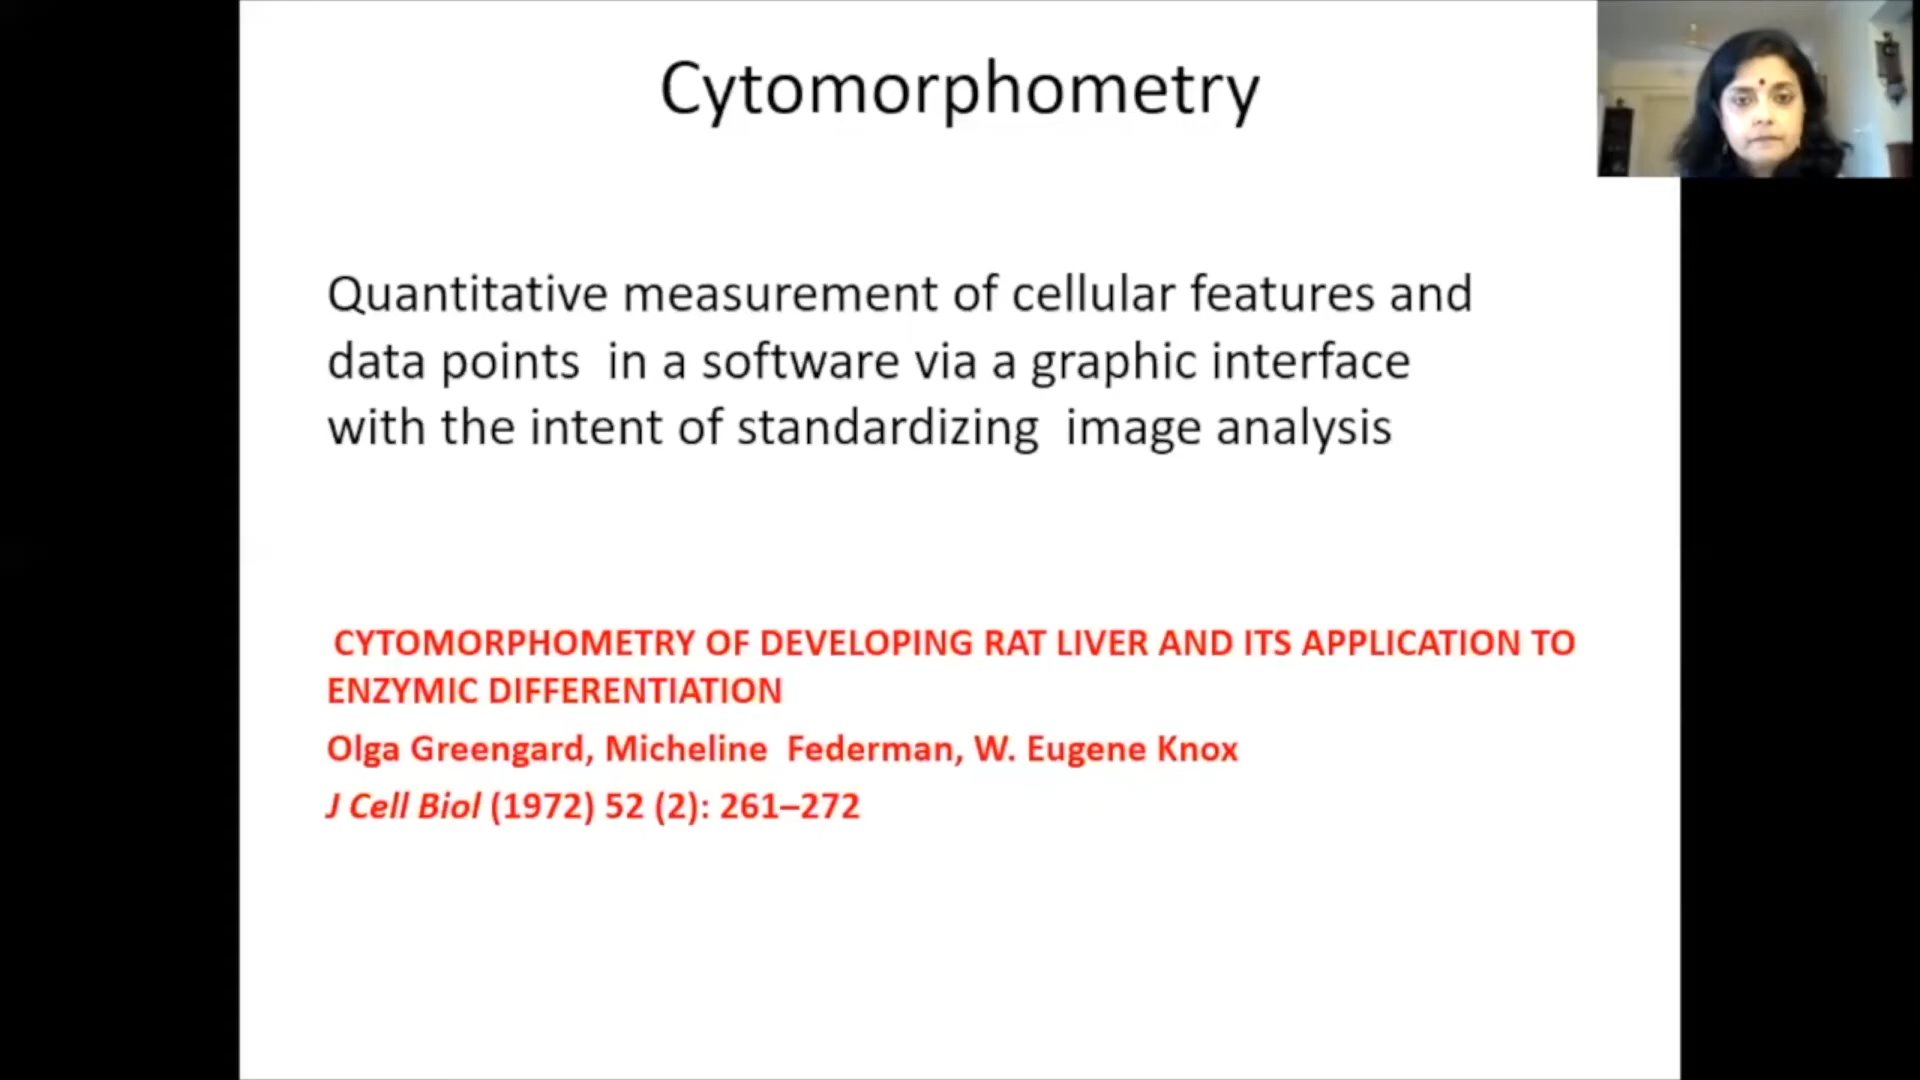 Cytomorphometry
Quantitative measurement of cellular features and
data points in a software via a graphic interface
with the intent of standardizing image analysis
CYTOMORPHOMETRY OF DEVELOPING RAT LIVER AND ITS APPLICATION TO
ENZYMIC DIFFERENTIATION
Olga Greengard, Micheline Federman, W. Eugene Knox
J Cell Biol (1972) 52 (2): 261–272